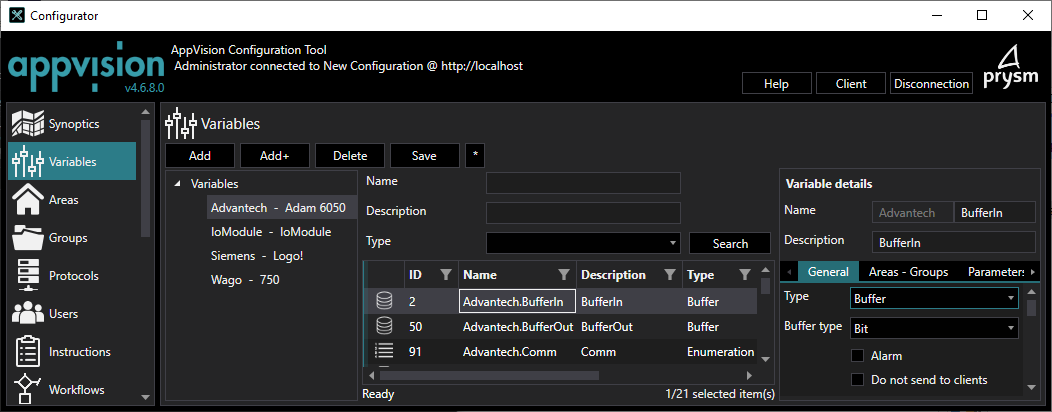 Configurator
appvision
v4.6.8.0
AppVision Configuration Tool
Administrator connected to New Configuration @ http://localhost
Help
Client
Disconnection
prysm
Synoptics
Variables
Areas
Groups
Protocols
Users
Instructions
Workflows
Variables
Add
Add+
Delete
Save
*
Variables
Advantech - Adam 6050
IoModule - IoModule
Siemens - Logo!
Wago - 750
Name
Description
Type
Search
ID Name Description Type
2 Advantech.BufferIn BufferIn Buffer
50 Advantech.BufferOut BufferOut Buffer
91 Advantech.Comm Comm Enumeration
Ready
1/21 selected item(s)
Variable details
Name Advantech BufferIn
Description BufferIn
General Areas - Groups Parameters
Type Buffer
Buffer type Bit
Alarm
Do not send to clients